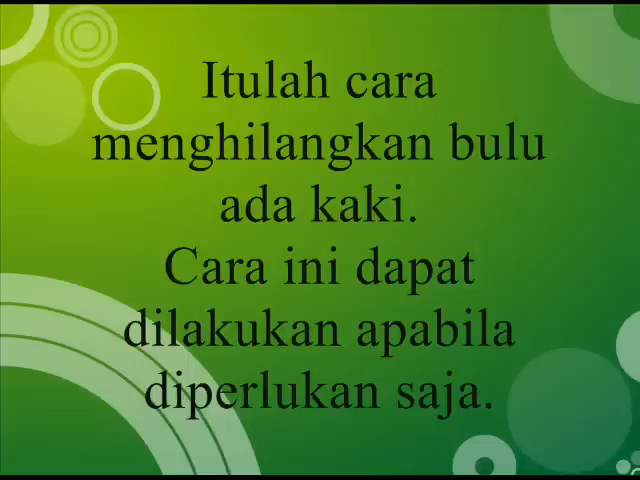 Itulah cara
menghilangkan bulu
ada kaki.
Cara ini dapat
dilakukan apabila
diperlukan saja.